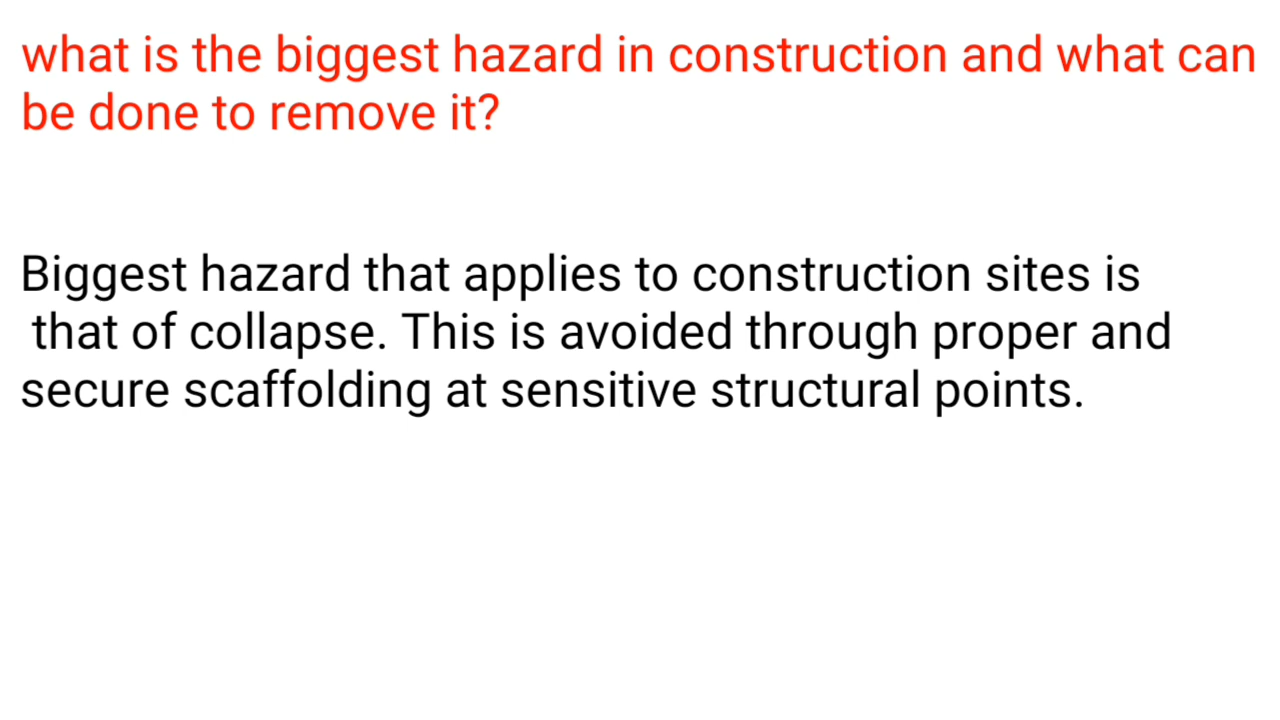 what is the biggest hazard in construction and what can
be done to remove it?
Biggest hazard that applies to construction sites is
that of collapse. This is avoided through proper and
secure scaffolding at sensitive structural points.